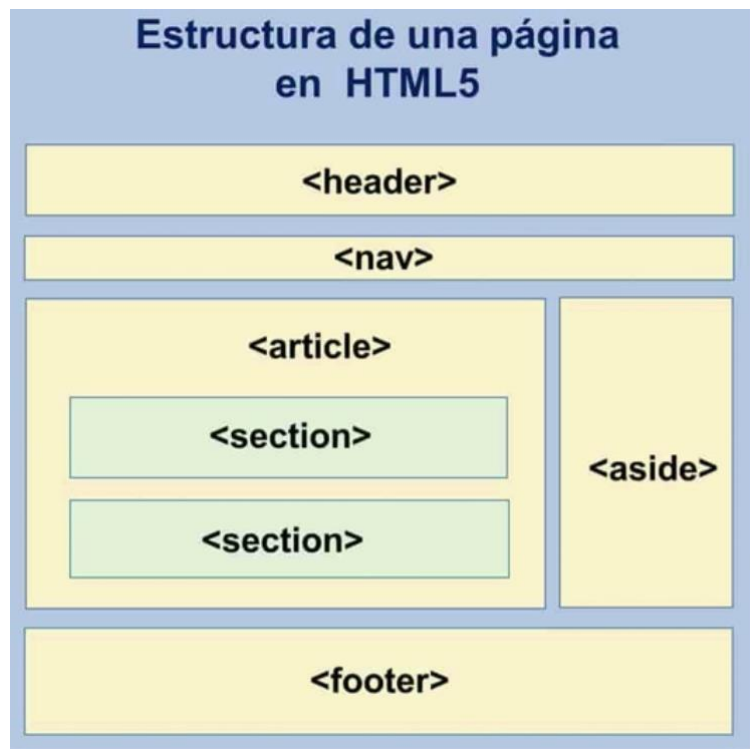 Estructura de una página
en HTML5
<header>
<nav>
<article>
<section>
<section>
<aside>
<footer>